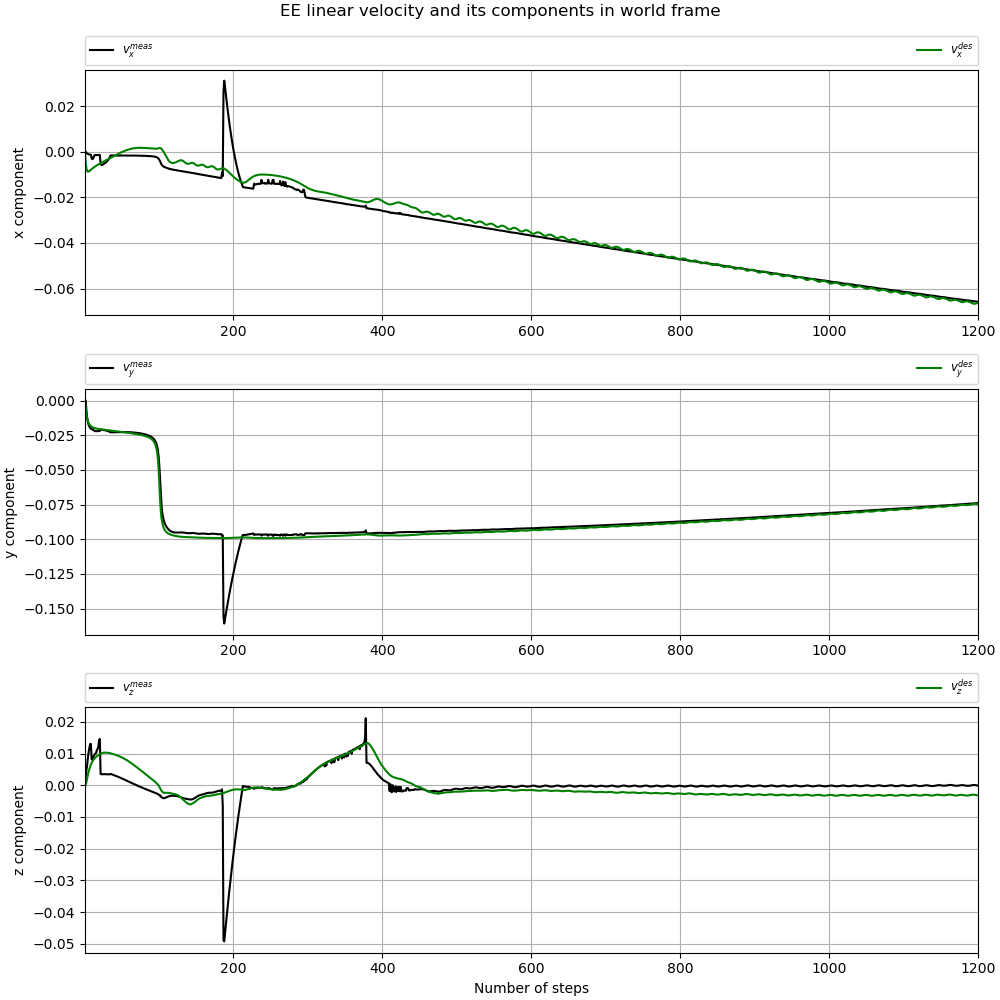 EE linear velocity and its components in world frame
v_x^{meas} v_x^{des}
0.02
0.00
−0.02
−0.04
−0.06
x component
200 400 600 800 1000 1200
v_y^{meas} v_y^{des}
0.000
−0.025
−0.050
−0.075
−0.100
−0.125
−0.150
y component
200 400 600 800 1000 1200
v_z^{meas} v_z^{des}
0.02
0.01
0.00
−0.01
−0.02
−0.03
−0.04
−0.05
z component
200 400 600 800 1000 1200
Number of steps